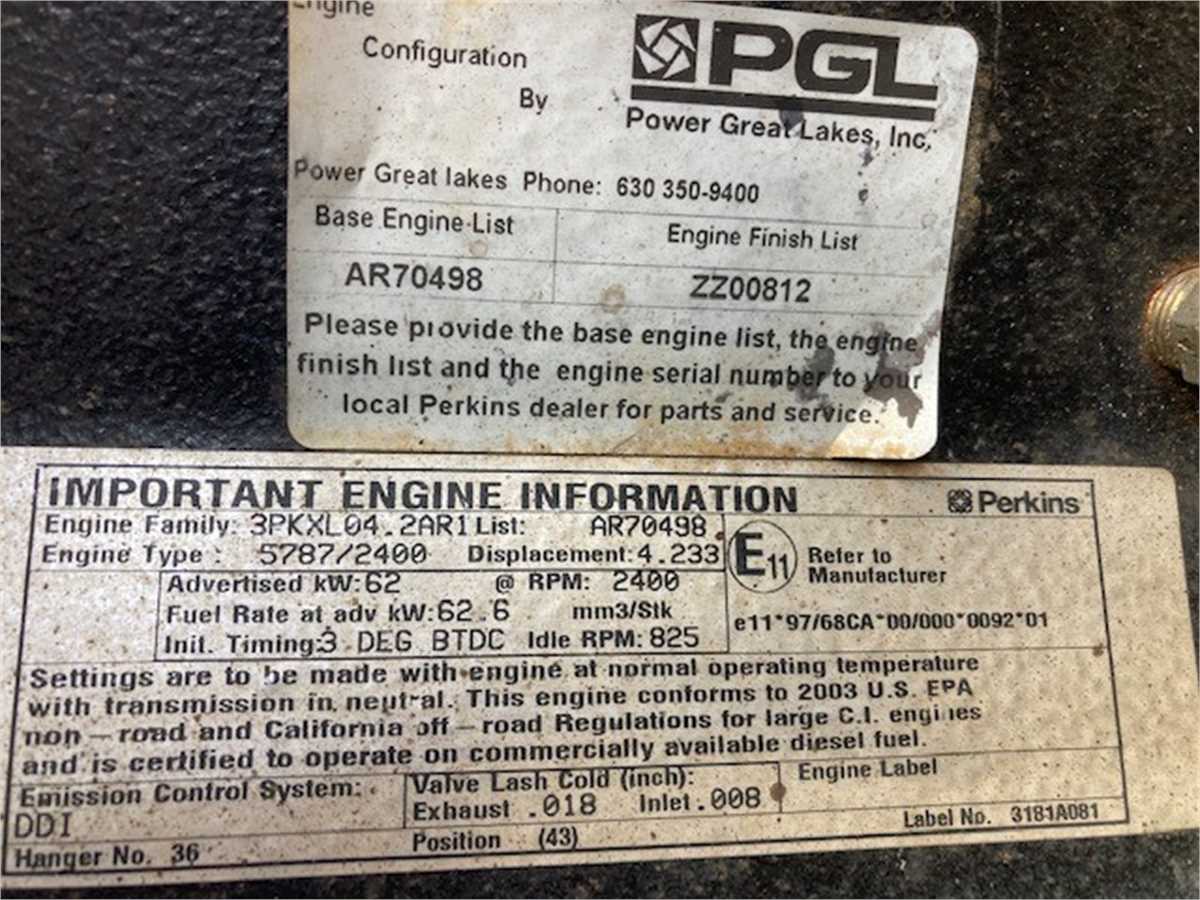 Engine
Configuration
By
PGL
Power Great Lakes, Inc.
Power Great lakes Phone: 630 350-9400
Base Engine List
Engine Finish List
AR70498
ZZ00812
Please provide the base engine list, the engine
finish list and the engine serial number to your
local Perkins dealer for parts and service.
IMPORTANT ENGINE INFORMATION
Perkins
Engine Family: 3PKXL04.2AR1 List: AR70498
Engine Type : 5787/2400 Displacement: 4.233
E11
Refer to
Manufacturer
Advertised kW: 62 @ RPM: 2400
Fuel Rate at adv kW: 62.6 mm3/Stk
Init. Timing: 3 DEG BTDC Idle RPM: 825
e11*97/68CA*00/000*0092*01
Settings are to be made with engine at normal operating temperature
with transmission in neutral. This engine conforms to 2003 U.S. EPA
non-road and California off-road Regulations for large C.I. engines
and is certified to operate on commercially available diesel fuel.
Emission Control System:
DDI
Valve Lash Cold (inch):
Exhaust .018 Inlet .008
Engine Label
Hanger No. 36
Position (43)
Label No. 3181A081